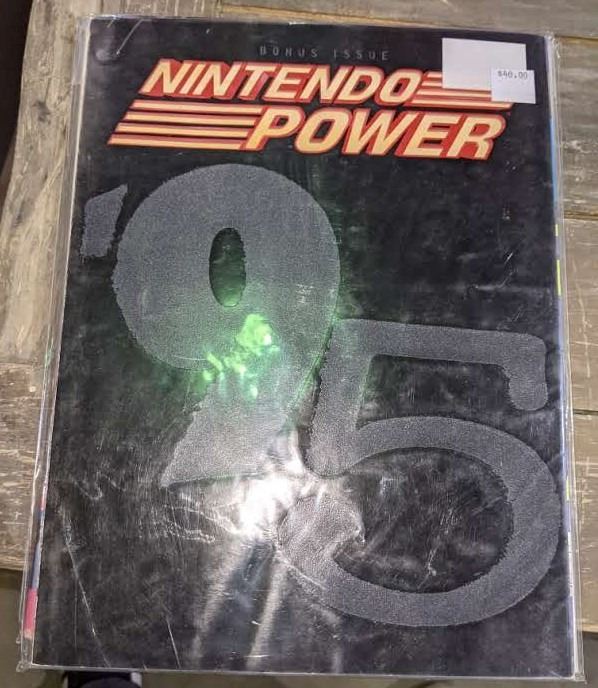 BONUS ISSUE
$40.00
NINTENDO
POWER
'95